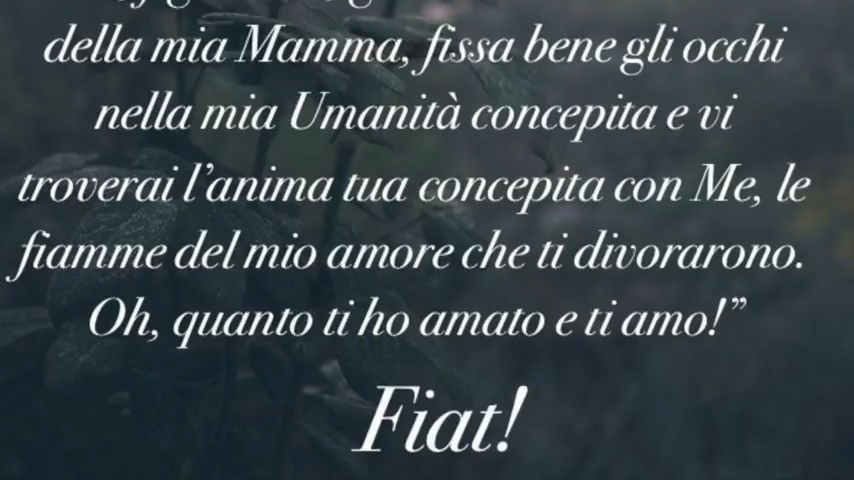 della mia Mamma, fissa bene gli occhi
nella mia Umanità concepita e vi
troverai l’anima tua concepita con Me, le
fiamme del mio amore che ti divorarono.
Oh, quanto ti ho amato e ti amo!”
Fiat!